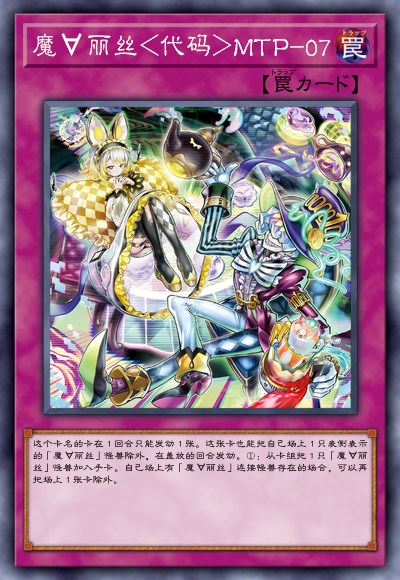 魔∀丽丝<代码>MTP-07
トラップ
罠
トラップ
【罠カード】
这个卡名的卡在1回合只能发动1张。这张卡也能把自己场上1只表侧表示
的「魔∀丽丝」怪兽除外,在盖放的回合发动。①:从卡组把1只「魔∀丽
丝」怪兽加入手卡。自己场上有「魔∀丽丝」连接怪兽存在的场合,可以再
把场上1张卡除外。